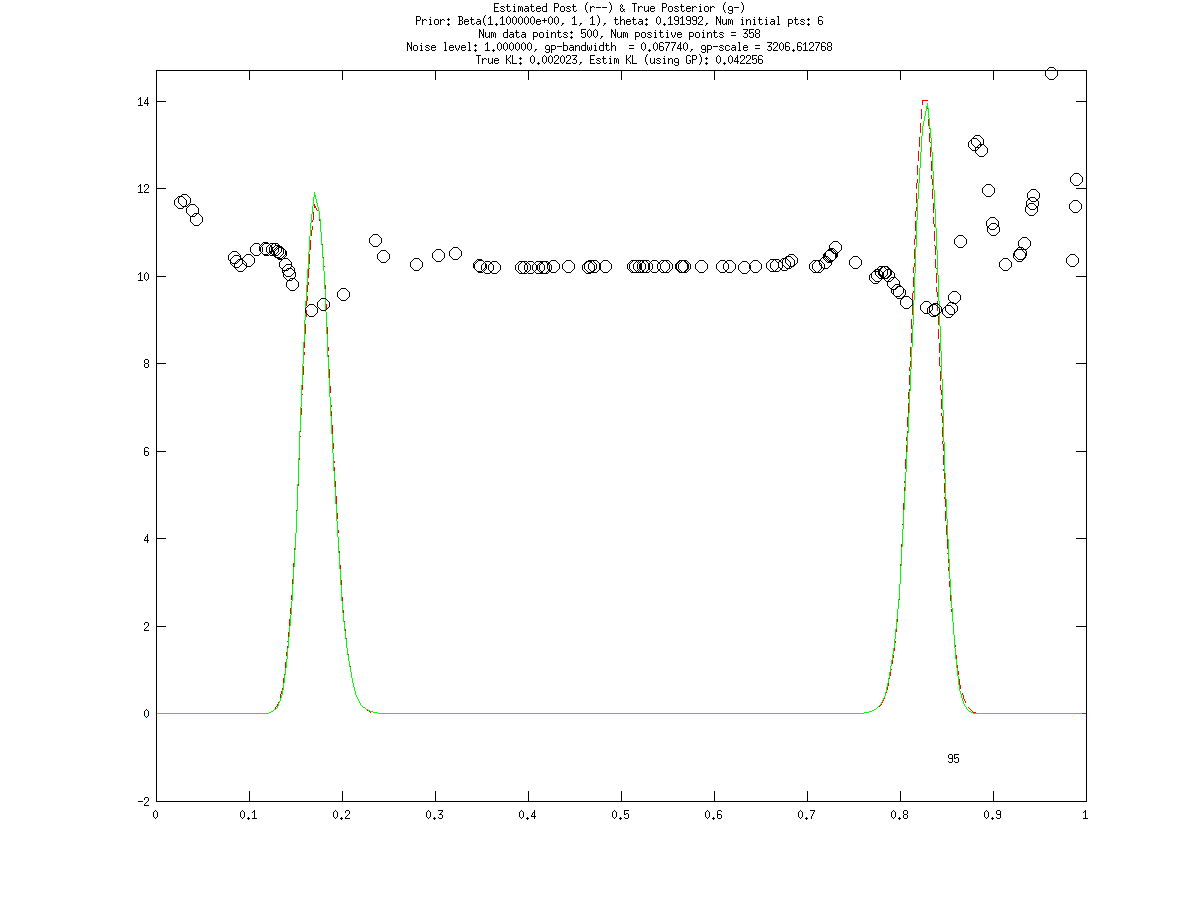 Estimated Post (r--) & True Posterior (g-)
Prior: Beta(1.100000e+00, 1, 1), theta: 0.191992, Num initial pts: 6
Num data points: 500, Num positive points = 358
Noise level: 1.000000, gp-bandwidth  = 0.067740, gp-scale = 3206.612768
True KL: 0.002023, Estim KL (using GP): 0.042256
14
12
10
8
6
4
2
0
95
-2
0 0.1 0.2 0.3 0.4 0.5 0.6 0.7 0.8 0.9 1